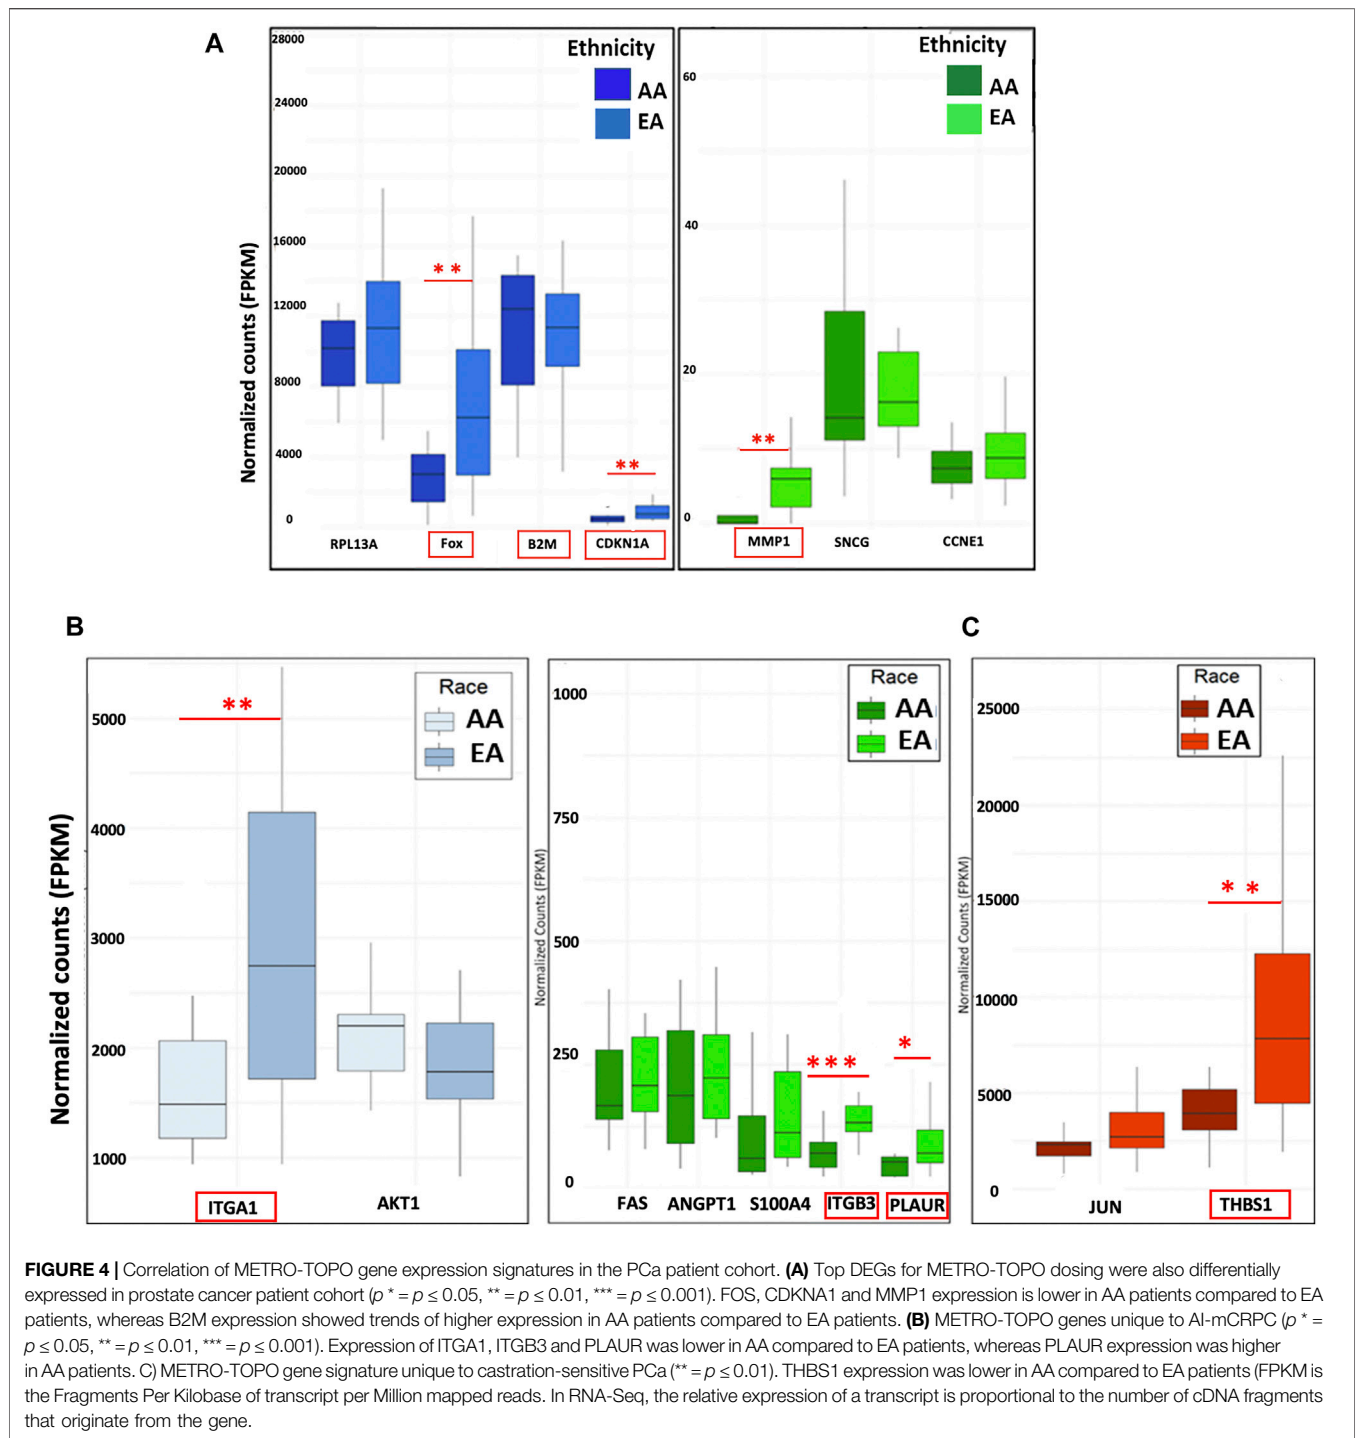 A
28000
24000
20000
16000
12000
8000
4000
0
Normalized counts (FPKM)
Ethnicity
AA
EA
**
**
RPL13A
Fox
B2M
CDKN1A
60
40
20
0
Ethnicity
AA
EA
**
MMP1
SNCG
CCNE1
B
5000
4000
3000
2000
1000
Normalized counts (FPKM)
Race
AA
EA
**
ITGA1
AKT1
1000
750
500
250
0
Normalized Counts (FPKM)
Race
AA
EA
***
*
FAS
ANGPT1
S100A4
ITGB3
PLAUR
C
25000
20000
15000
10000
5000
0
Normalized Counts (FPKM)
Race
AA
EA
**
JUN
THBS1
FIGURE 4 | Correlation of METRO-TOPO gene expression signatures in the PCa patient cohort. (A) Top DEGs for METRO-TOPO dosing were also differentially
expressed in prostate cancer patient cohort (p * = p ≤ 0.05, ** = p ≤ 0.01, *** = p ≤ 0.001). FOS, CDKNA1 and MMP1 expression is lower in AA patients compared to EA
patients, whereas B2M expression showed trends of higher expression in AA patients compared to EA patients. (B) METRO-TOPO genes unique to AI-mCRPC (p * =
p ≤ 0.05, ** = p ≤ 0.01, *** = p ≤ 0.001). Expression of ITGA1, ITGB3 and PLAUR was lower in AA compared to EA patients, whereas PLAUR expression was higher
in AA patients. C) METRO-TOPO gene signature unique to castration-sensitive PCa (** = p ≤ 0.01). THBS1 expression was lower in AA compared to EA patients (FPKM is
the Fragments Per Kilobase of transcript per Million mapped reads. In RNA-Seq, the relative expression of a transcript is proportional to the number of cDNA fragments
that originate from the gene.